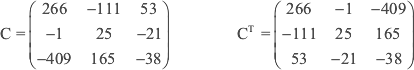 C = ( 266 −111 53 −1 25 −21 −409 165 −38 )
C^T = ( 266 −1 −409 −111 25 165 53 −21 −38 )